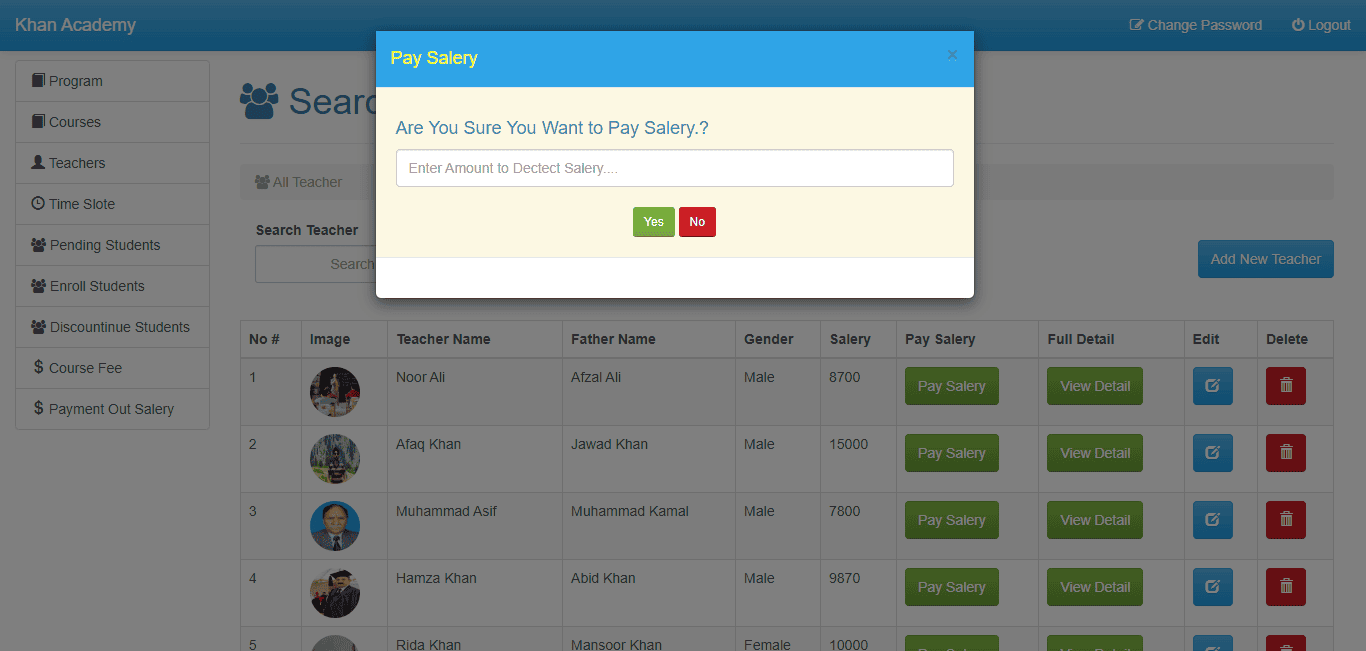 Khan Academy
Change Password
Logout
Pay Salery
×
Are You Sure You Want to Pay Salery.?
Enter Amount to Dectect Salery....
Yes No
Program
Courses
Teachers
Time Slote
Pending Students
Enroll Students
Discountinue Students
$ Course Fee
$ Payment Out Salery
All Teacher
Search Teacher
Search
Add New Teacher
No # Image Teacher Name Father Name Gender Salery Pay Salery Full Detail Edit Delete
1 Noor Ali Afzal Ali Male 8700 Pay Salery View Detail
2 Afaq Khan Jawad Khan Male 15000 Pay Salery View Detail
3 Muhammad Asif Muhammad Kamal Male 7800 Pay Salery View Detail
4 Hamza Khan Abid Khan Male 9870 Pay Salery View Detail
5 Rida Khan Mansoor Khan Female 10000 Pay Salery View Detail